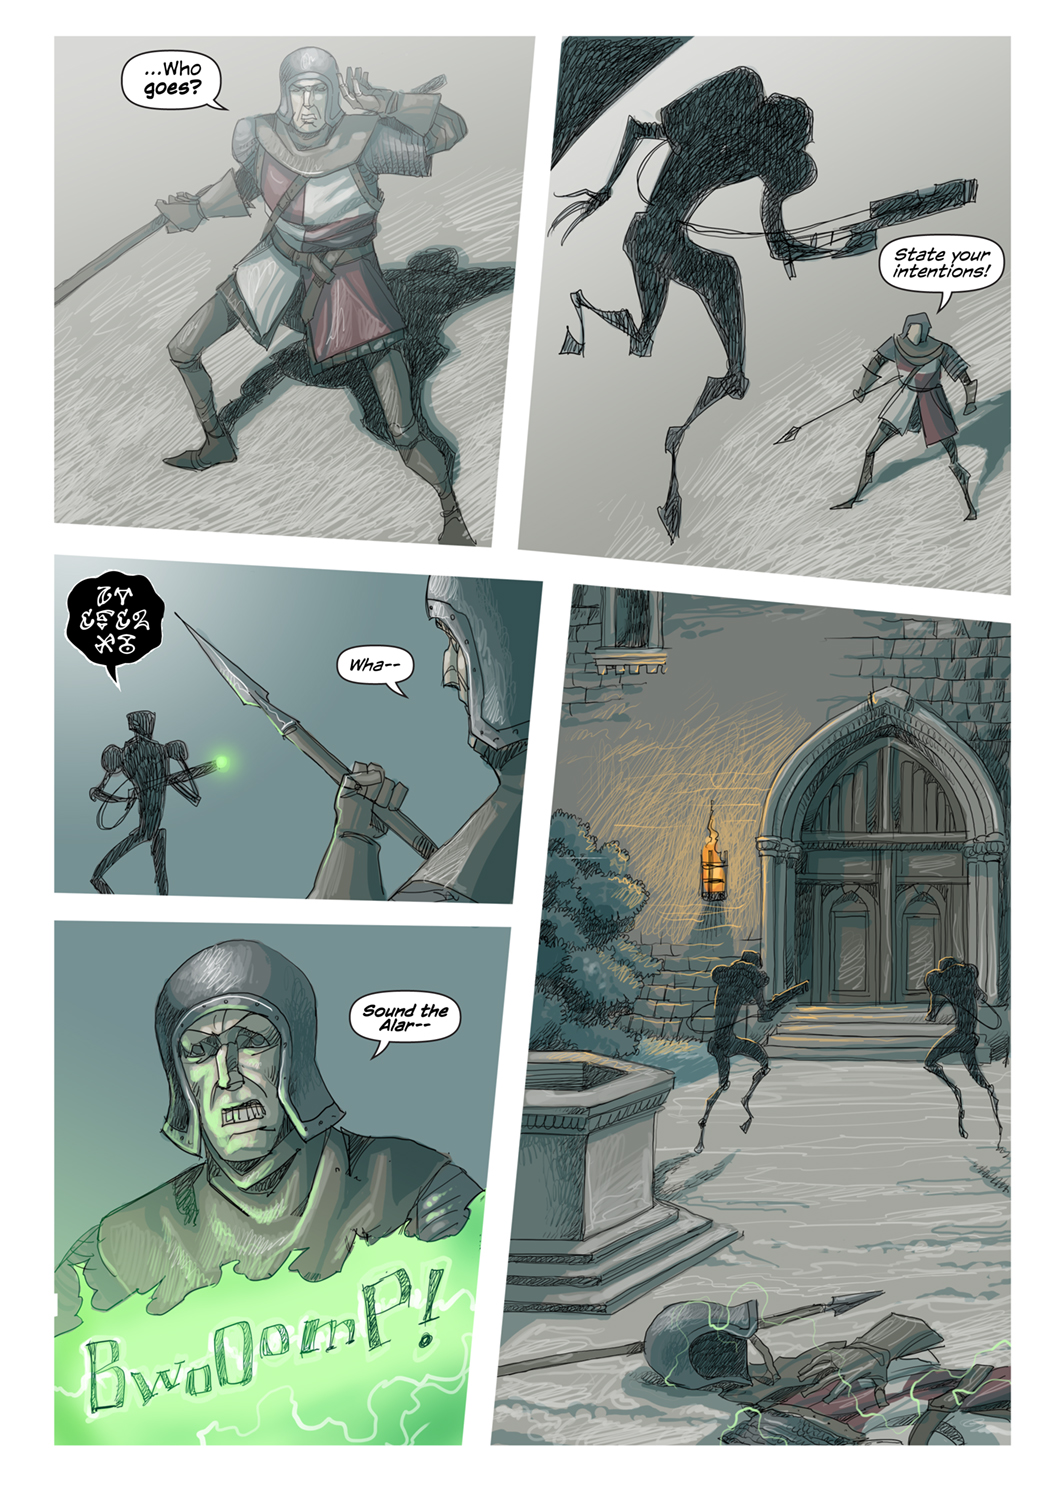 ...Who
goes?
State your
intentions!
Wha--
Sound the
Alar--
BwoOomP!